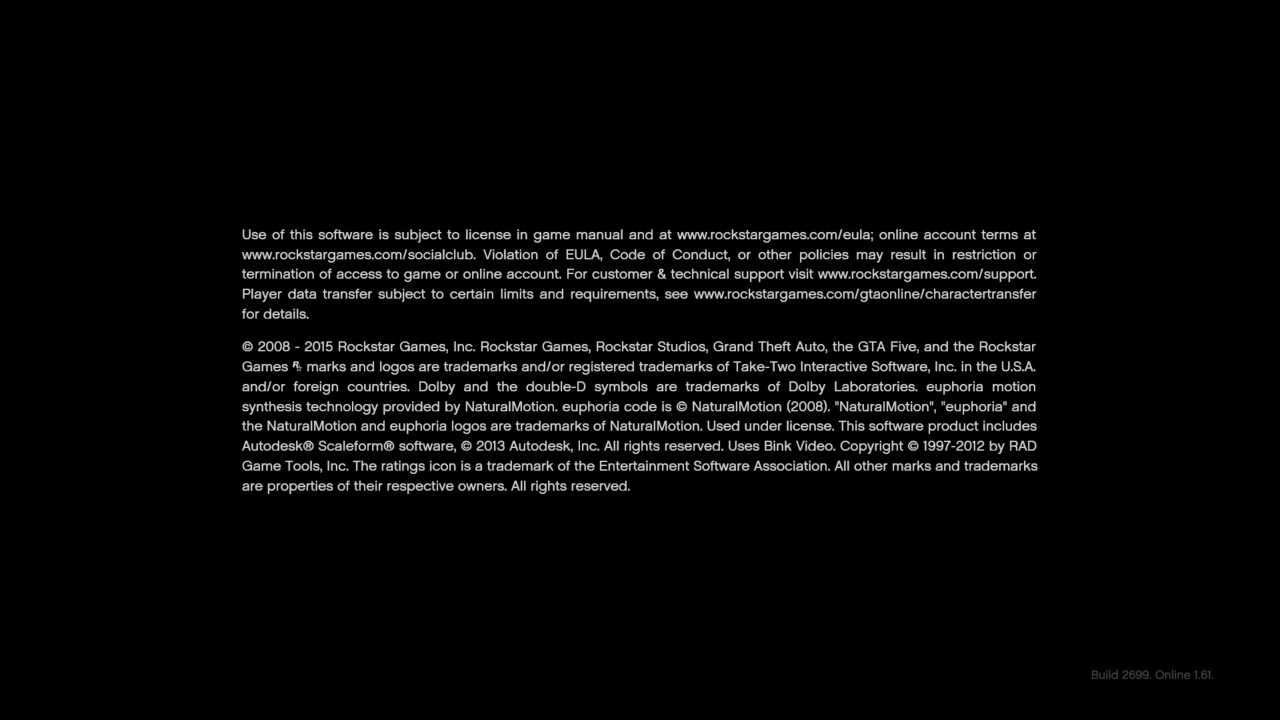 Use of this software is subject to license in game manual and at www.rockstargames.com/eula; online account terms at
www.rockstargames.com/socialclub. Violation of EULA, Code of Conduct, or other policies may result in restriction or
termination of access to game or online account. For customer & technical support visit www.rockstargames.com/support.
Player data transfer subject to certain limits and requirements, see www.rockstargames.com/gtaonline/charactertransfer
for details.
© 2008 - 2015 Rockstar Games, Inc. Rockstar Games, Rockstar Studios, Grand Theft Auto, the GTA Five, and the Rockstar
Games R* marks and logos are trademarks and/or registered trademarks of Take-Two Interactive Software, Inc. in the U.S.A.
and/or foreign countries. Dolby and the double-D symbols are trademarks of Dolby Laboratories. euphoria motion
synthesis technology provided by NaturalMotion. euphoria code is © NaturalMotion (2008). "NaturalMotion", "euphoria" and
the NaturalMotion and euphoria logos are trademarks of NaturalMotion. Used under license. This software product includes
Autodesk® Scaleform® software, © 2013 Autodesk, Inc. All rights reserved. Uses Bink Video. Copyright © 1997-2012 by RAD
Game Tools, Inc. The ratings icon is a trademark of the Entertainment Software Association. All other marks and trademarks
are properties of their respective owners. All rights reserved.
Build 2699. Online 1.61.